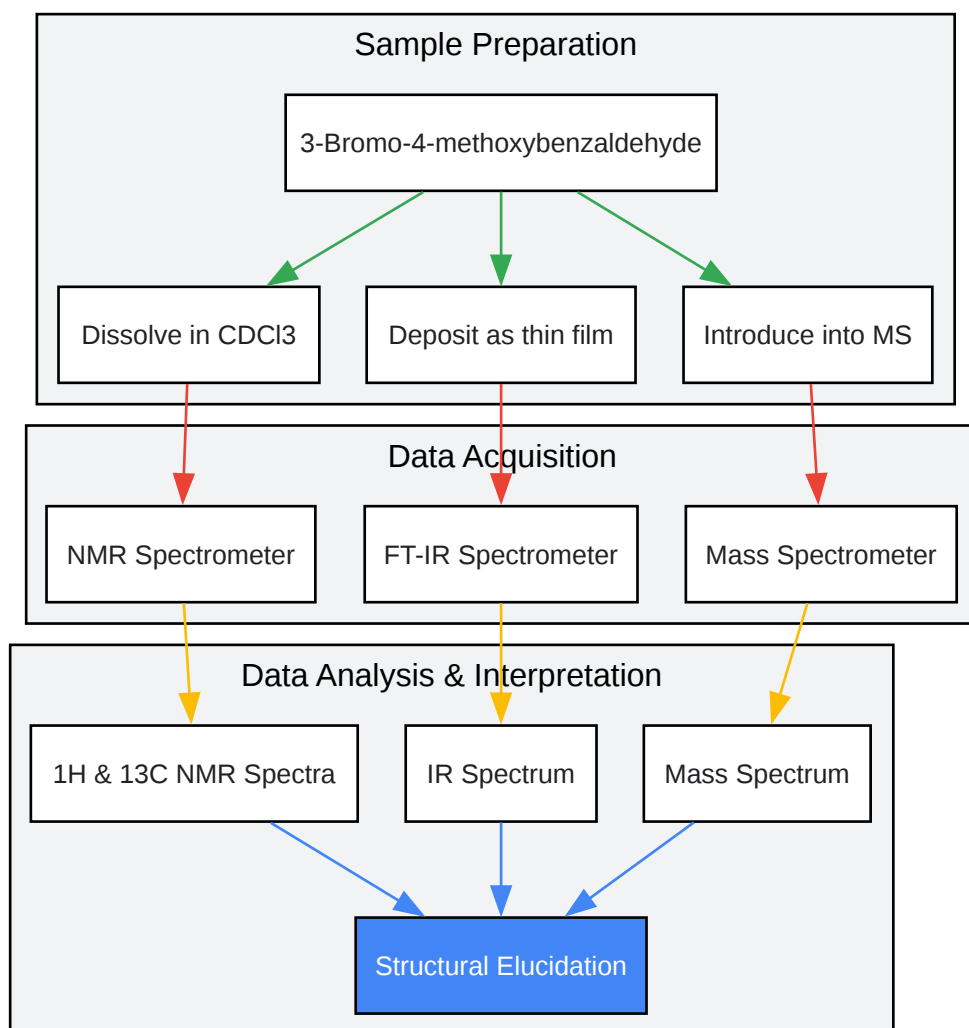 Sample Preparation
3-Bromo-4-methoxybenzaldehyde
Dissolve in CDCl3
Deposit as thin film
Introduce into MS
Data Acquisition
NMR Spectrometer
FT-IR Spectrometer
Mass Spectrometer
Data Analysis & Interpretation
1H & 13C NMR Spectra
IR Spectrum
Mass Spectrum
Structural Elucidation